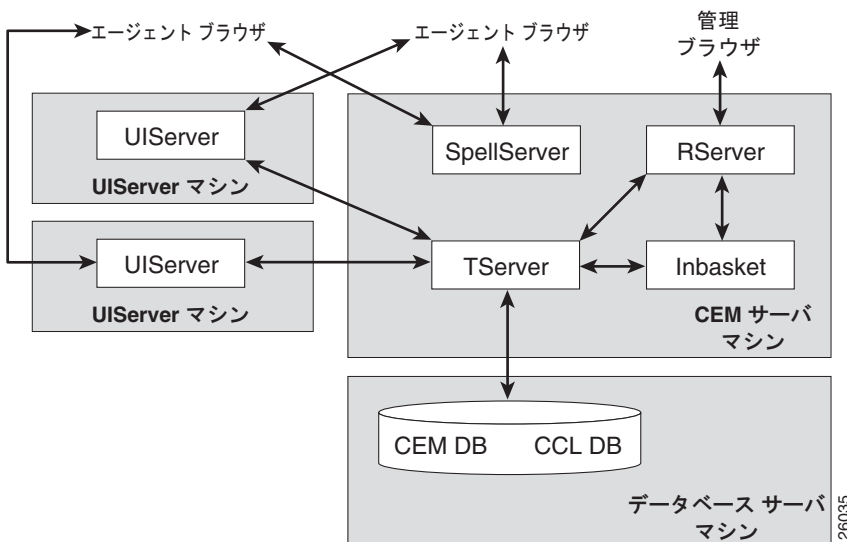 エージェント ブラウザ
エージェント ブラウザ
管理
ブラウザ
UIServer
UIServer マシン
SpellServer
RServer
UIServer
UIServer マシン
TServer
Inbasket
CEM サーバ
マシン
CEM DB
CCL DB
データベース サーバ
マシン
26035